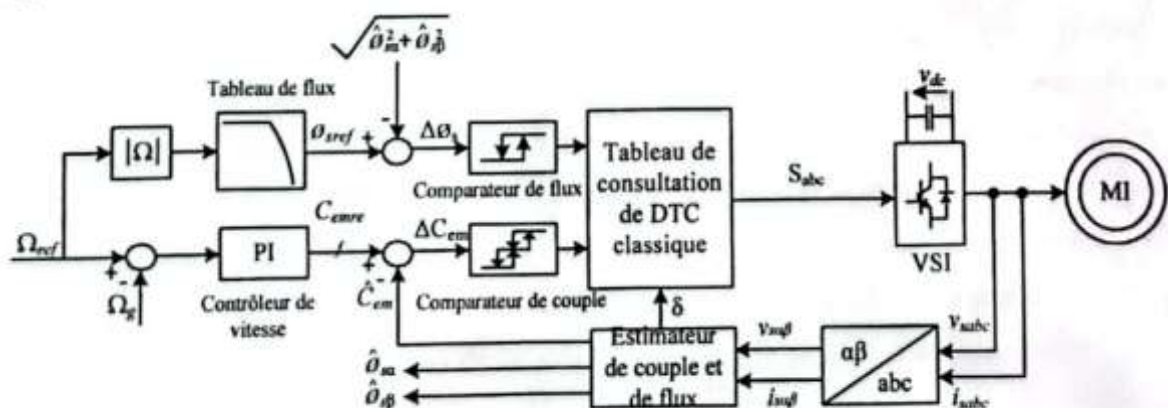 √ø̂²sα + ø̂²sβ
Tableau de flux
|Ω|
øsref
+
-
Δøs
Comparateur de flux
Tableau de
consultation
de DTC
classique
Sabc
vdc
VSI
MI
Ωref
+
-
Ωg
PI
Contrôleur de
vitesse
Cemre
f
+
-
Ĉem
ΔCem
Comparateur de couple
δ
Estimateur
de couple et
de flux
ø̂sα
ø̂sβ
vsαβ
isαβ
αβ
abc
vsabc
isabc